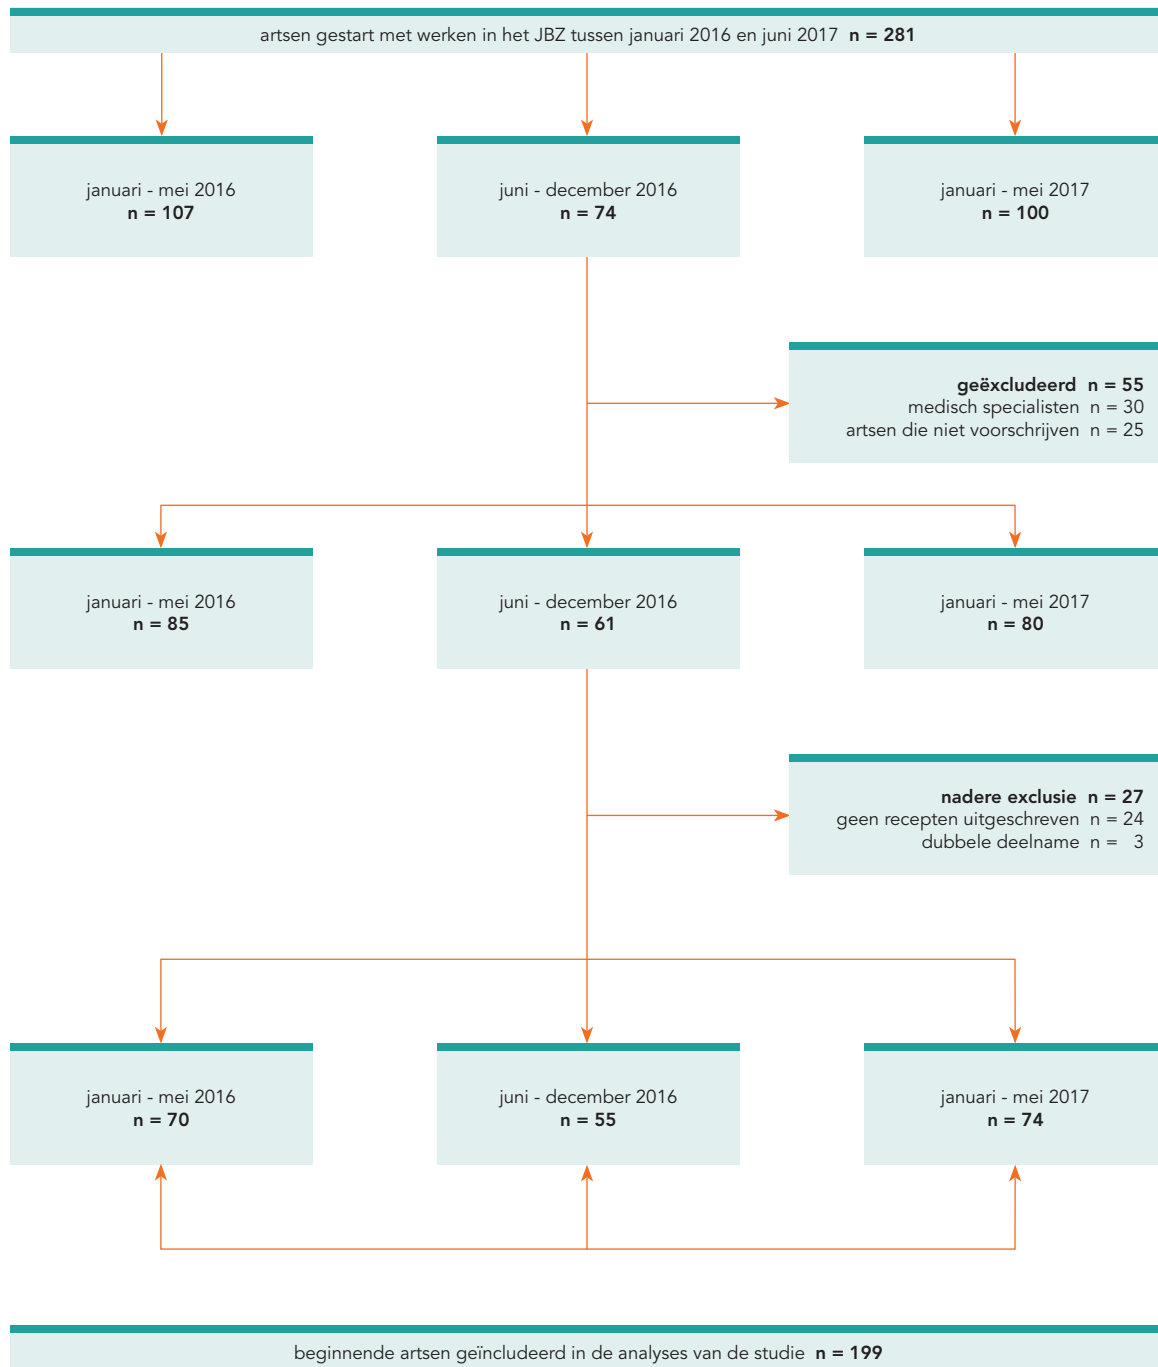 artsen gestart met werken in het JBZ tussen januari 2016 en juni 2017 n = 281
januari - mei 2016
n = 107
juni - december 2016
n = 74
januari - mei 2017
n = 100
geëxcludeerd n = 55
medisch specialisten n = 30
artsen die niet voorschrijven n = 25
januari - mei 2016
n = 85
juni - december 2016
n = 61
januari - mei 2017
n = 80
nadere exclusie n = 27
geen recepten uitgeschreven n = 24
dubbele deelname n = 3
januari - mei 2016
n = 70
juni - december 2016
n = 55
januari - mei 2017
n = 74
beginnende artsen geïncludeerd in de analyses van de studie n = 199